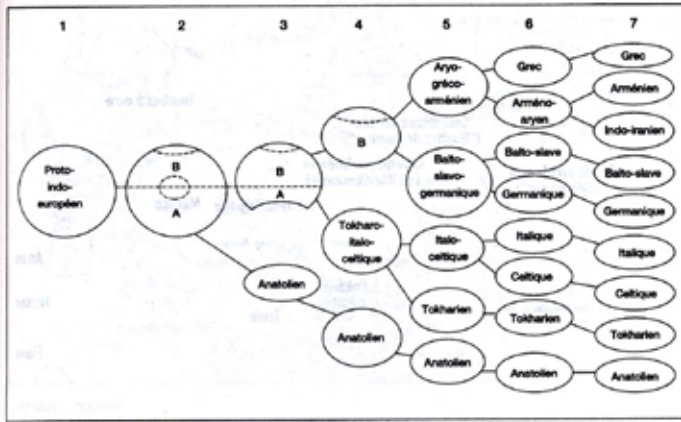 1 2 3 4 5 6 7
Proto-
indo-
européen
B
A
B
A
Anatolien
B
Tokharo-
italo-
celtique
Anatolien
Aryo-
gréco-
arménien
Balto-
slavo-
germanique
Italo-
celtique
Tokharien
Anatolien
Grec
Arméno-
aryen
Balto-slave
Germanique
Italique
Celtique
Tokharien
Anatolien
Grec
Arménien
Indo-iranien
Balto-slave
Germanique
Italique
Celtique
Tokharien
Anatolien